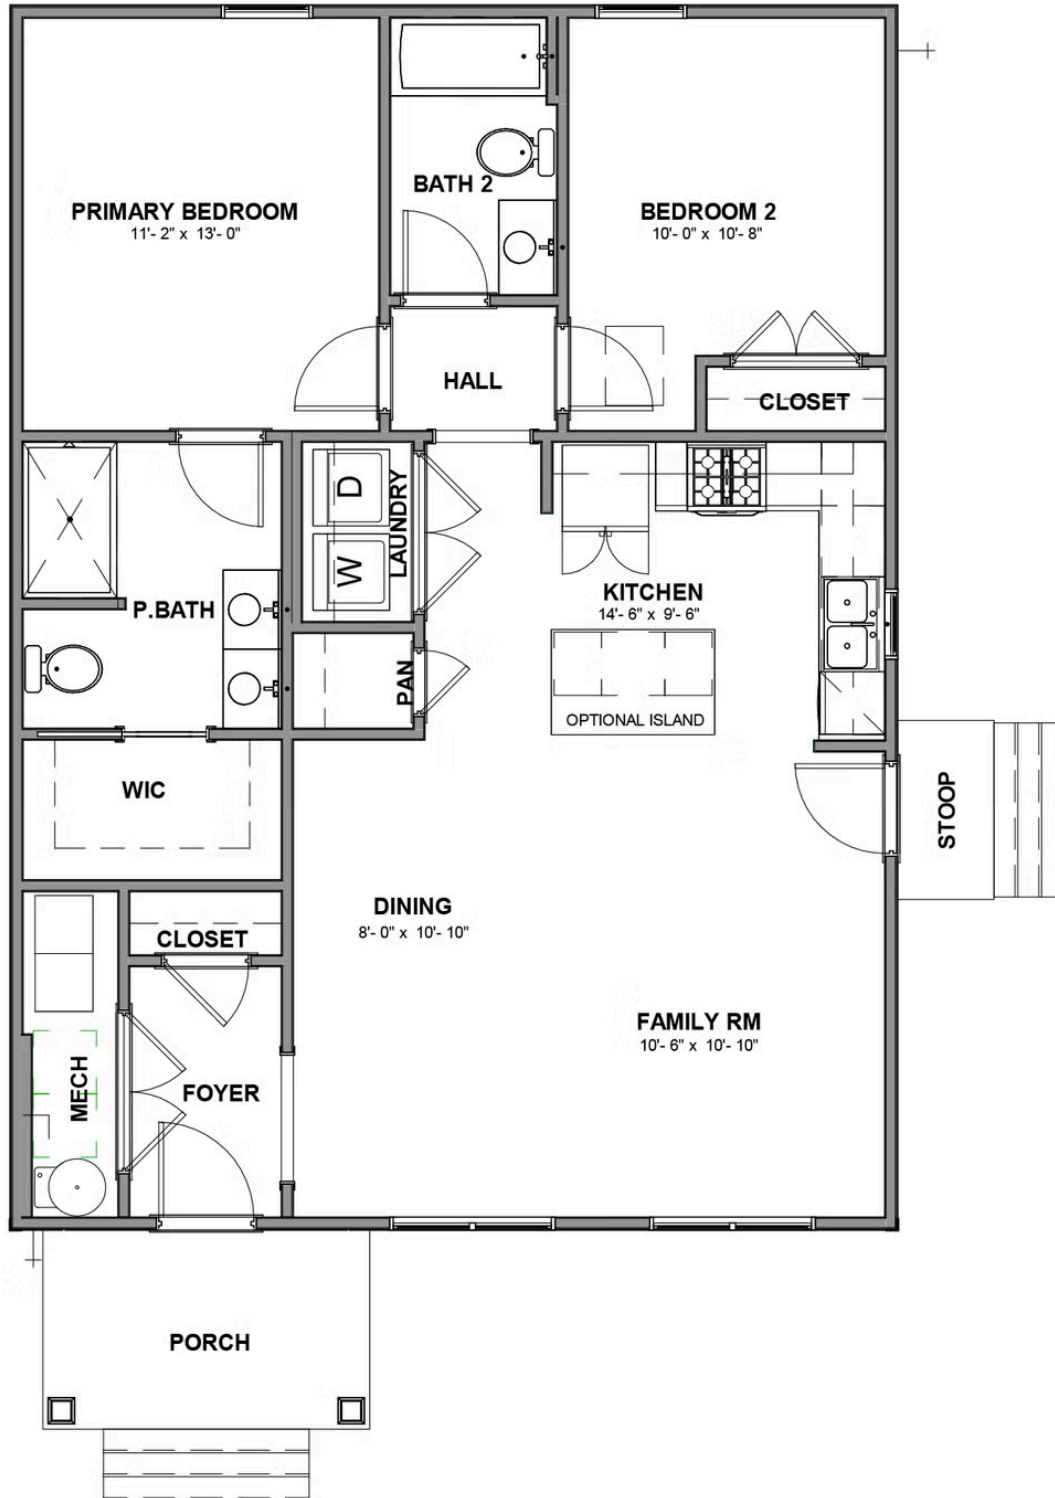 BATH 2
PRIMARY BEDROOM
11'- 2" x 13'- 0"
BEDROOM 2
10'- 0" x 10'- 8"
HALL
CLOSET
D
LAUNDRY
W
KITCHEN
14'- 6" x 9'- 6"
P.BATH
PAN
OPTIONAL ISLAND
WIC
STOOP
DINING
8'- 0" x 10'- 10"
CLOSET
FAMILY RM
10'- 6" x 10'- 10"
MECH
FOYER
PORCH